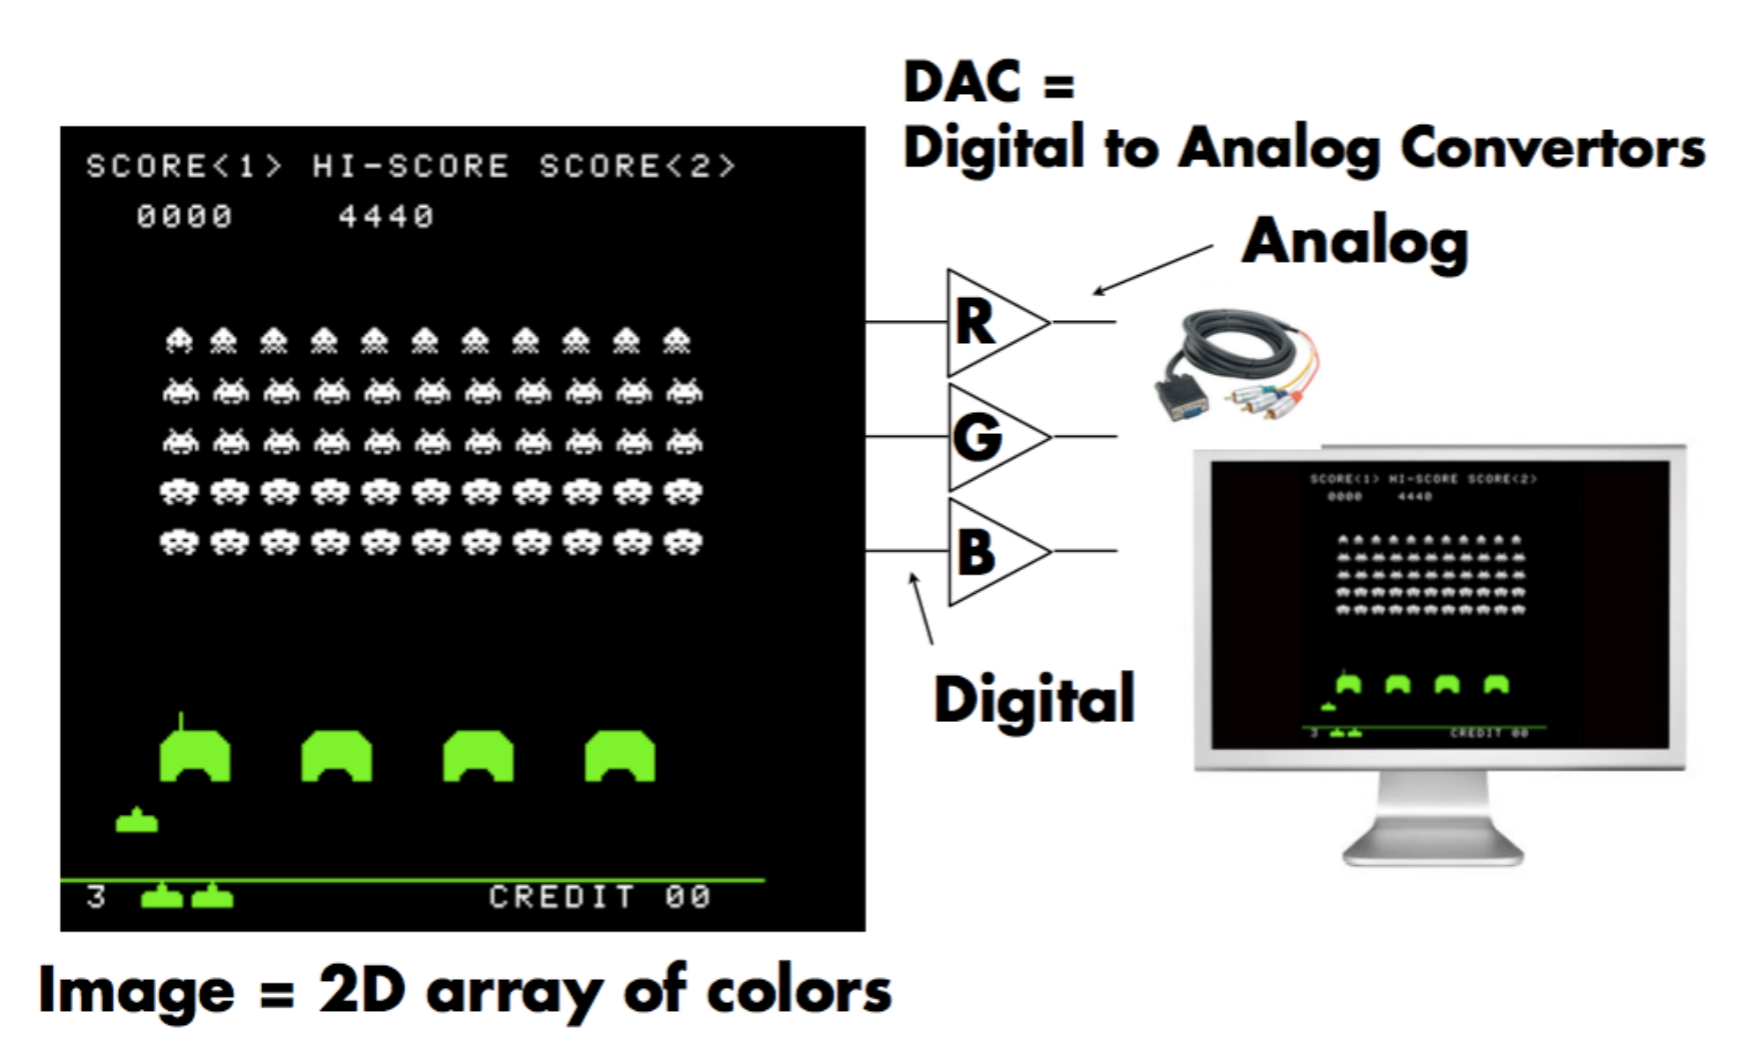 DAC =
Digital to Analog Convertors
SCORE<1> HI-SCORE SCORE<2>
0000 4440
Analog
R
G
B
Digital
SCORE<1> HI-SCORE SCORE<2>
0000 4440
3 CREDIT 00
3 CREDIT 00
Image = 2D array of colors